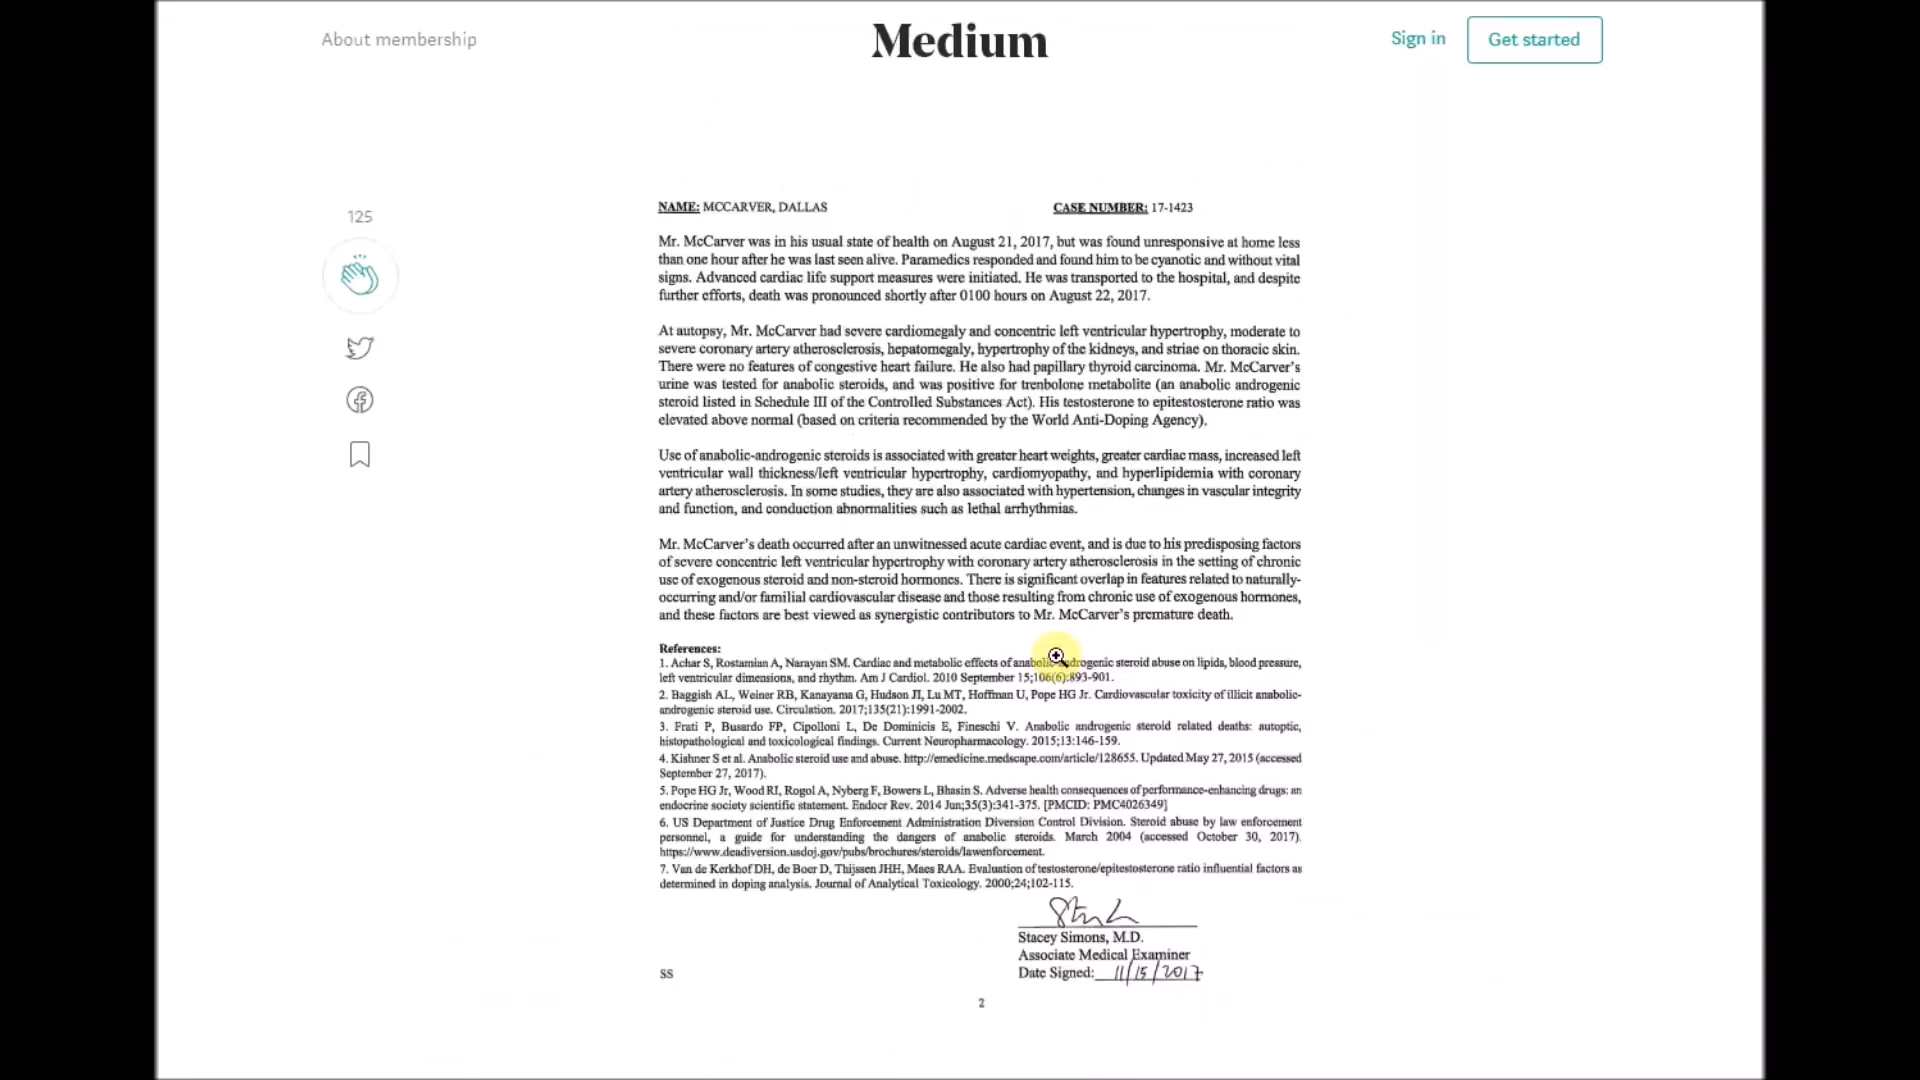 About membership
Medium
Sign in
Get started
125
NAME: MCCARVER, DALLAS
CASE NUMBER: 17-1423
Mr. McCarver was in his usual state of health on August 21, 2017, but was found unresponsive at home less
than one hour after he was last seen alive. Paramedics responded and found him to be cyanotic and without vital
signs. Advanced cardiac life support measures were initiated. He was transported to the hospital, and despite
further efforts, death was pronounced shortly after 0100 hours on August 22, 2017.
At autopsy, Mr. McCarver had severe cardiomegaly and concentric left ventricular hypertrophy, moderate to
severe coronary artery atherosclerosis, hepatomegaly, hypertrophy of the kidneys, and striae on thoracic skin.
There were no features of congestive heart failure. He also had papillary thyroid carcinoma. Mr. McCarver's
urine was tested for anabolic steroids, and was positive for trenbolone metabolite (an anabolic androgenic
steroid listed in Schedule III of the Controlled Substances Act). His testosterone to epitestosterone ratio was
elevated above normal (based on criteria recommended by the World Anti-Doping Agency).
Use of anabolic-androgenic steroids is associated with greater heart weights, greater cardiac mass, increased left
ventricular wall thickness/left ventricular hypertrophy, cardiomyopathy, and hyperlipidemia with coronary
artery atherosclerosis. In some studies, they are also associated with hypertension, changes in vascular integrity
and function, and conduction abnormalities such as lethal arrhythmias.
Mr. McCarver's death occurred after an unwitnessed acute cardiac event, and is due to his predisposing factors
of severe concentric left ventricular hypertrophy with coronary artery atherosclerosis in the setting of chronic
use of exogenous steroid and non-steroid hormones. There is significant overlap in features related to naturally-
occurring and/or familial cardiovascular disease and those resulting from chronic use of exogenous hormones,
and these factors are best viewed as synergistic contributors to Mr. McCarver's premature death.
References:
1. Achar S, Rostamian A, Narayan SM. Cardiac and metabolic effects of anabolic-androgenic steroid abuse on lipids, blood pressure,
left ventricular dimensions, and rhythm. Am J Cardiol. 2010 September 15;106(6):893-901.
2. Baggish AL, Weiner RB, Kanayama G, Hudson JI, Lu MT, Hoffman U, Pope HG Jr. Cardiovascular toxicity of illicit anabolic-
androgenic steroid use. Circulation. 2017;135(21):1991-2002.
3. Frati P, Busardo FP, Cipolloni L, De Dominicis E, Fineschi V. Anabolic androgenic steroid related deaths: autoptic,
histopathological and toxicological findings. Current Neuropharmacology. 2015;13:146-159.
4. Kishner S et al. Anabolic steroid use and abuse. http://emedicine.medscape.com/article/128655. Updated May 27, 2015 (accessed
September 27, 2017).
5. Pope HG Jr, Wood RI, Rogol A, Nyberg F, Bowers L, Bhasin S. Adverse health consequences of performance-enhancing drugs: an
endocrine society scientific statement. Endocr Rev. 2014 Jun;35(3):341-375. [PMCID: PMC4026349]
6. US Department of Justice Drug Enforcement Administration Diversion Control Division. Steroid abuse by law enforcement
personnel, a guide for understanding the dangers of anabolic steroids. March 2004 (accessed October 30, 2017).
https://www.deadiversion.usdoj.gov/pubs/brochures/steroids/lawenforcement.
7. Van de Kerkhof DH, de Boer D, Thijssen JHH, Maes RAA. Evaluation of testosterone/epitestosterone ratio influential factors as
determined in doping analysis. Journal of Analytical Toxicology. 2000;24;102-115.
Stacey Simons, M.D.
Associate Medical Examiner
Date Signed: 11/15/2017
SS
2